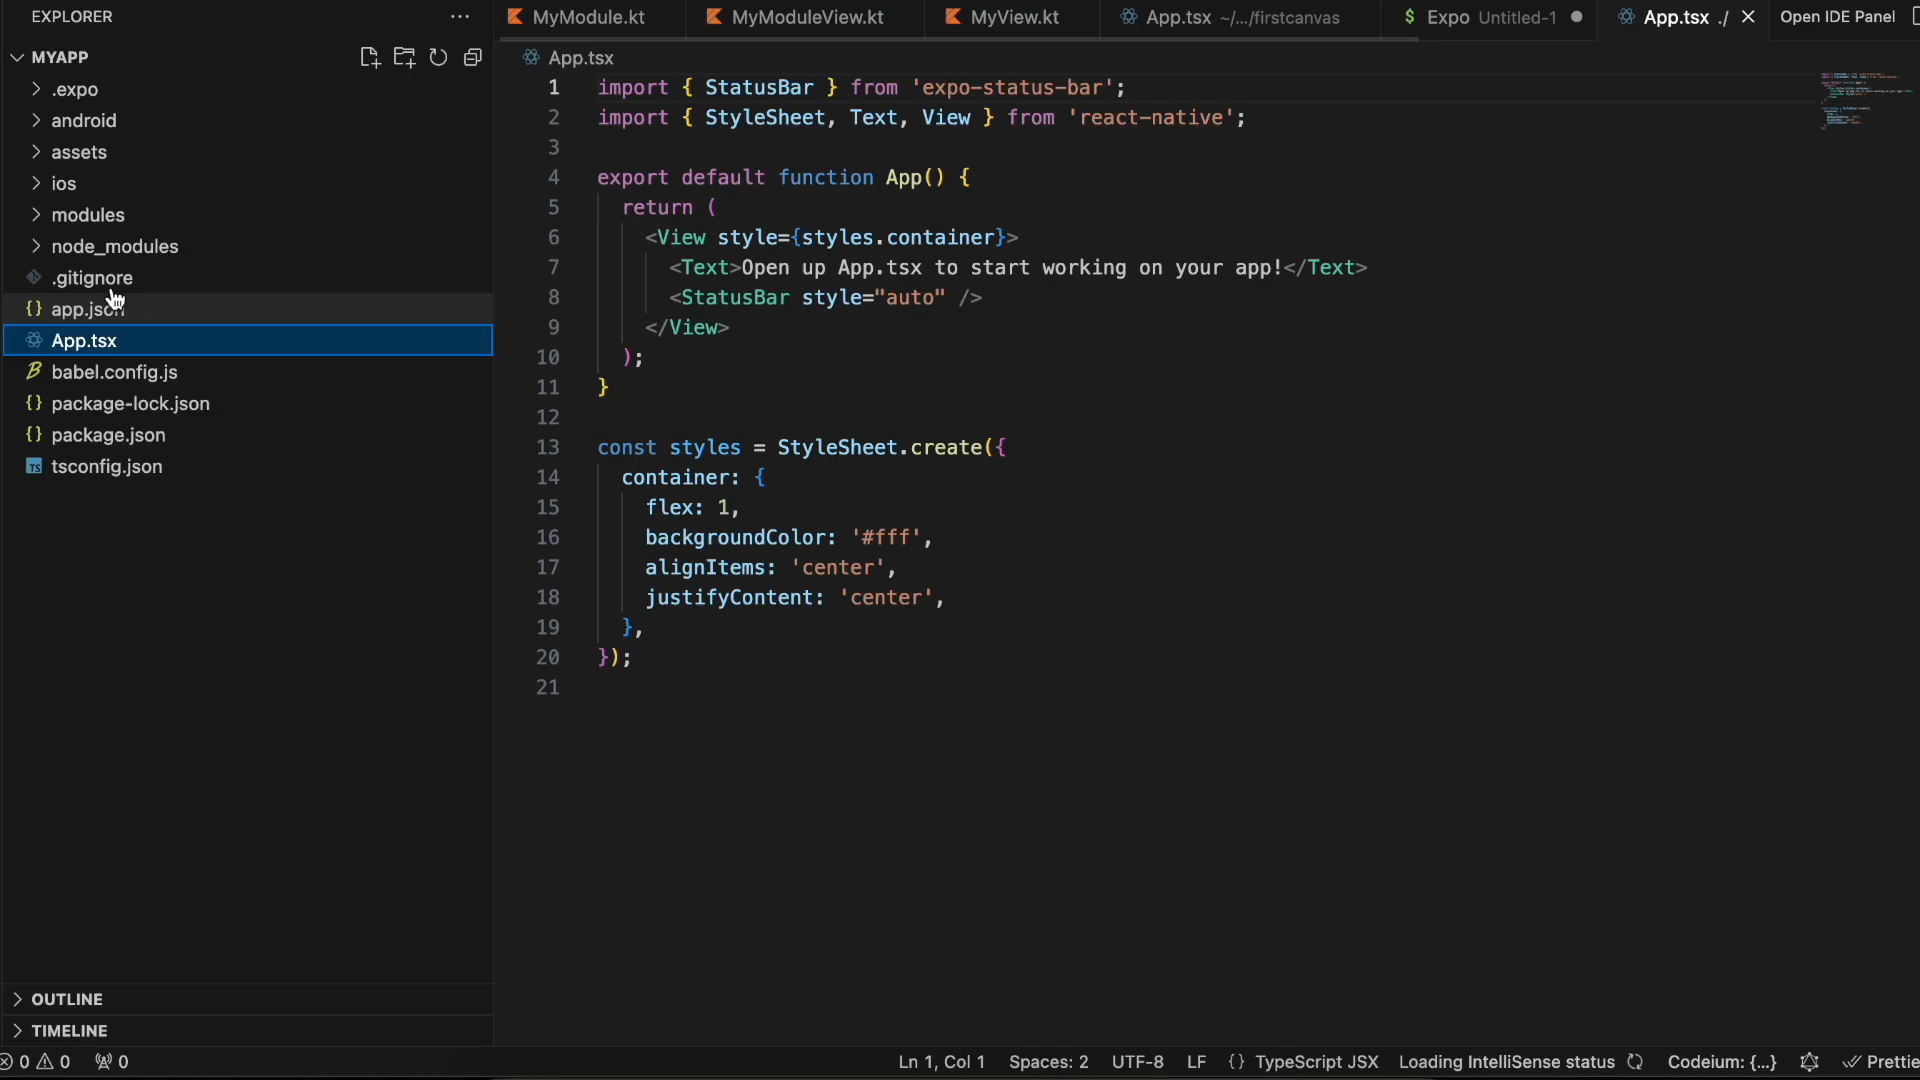 EXPLORER
MYAPP
.expo
android
assets
ios
modules
node_modules
.gitignore
app.json
App.tsx
babel.config.js
package-lock.json
package.json
tsconfig.json
OUTLINE
TIMELINE
MyModule.kt
MyModuleView.kt
MyView.kt
App.tsx ~/.../firstcanvas
$ Expo Untitled-1
App.tsx ./
Open IDE Panel
App.tsx
1 import { StatusBar } from 'expo-status-bar';
2 import { StyleSheet, Text, View } from 'react-native';
3
4 export default function App() {
5 return (
6 <View style={styles.container}>
7 <Text>Open up App.tsx to start working on your app!</Text>
8 <StatusBar style="auto" />
9 </View>
10 );
11 }
12
13 const styles = StyleSheet.create({
14 container: {
15 flex: 1,
16 backgroundColor: '#fff',
17 alignItems: 'center',
18 justifyContent: 'center',
19 },
20 });
21
0 0 0 Ln 1, Col 1 Spaces: 2 UTF-8 LF {} TypeScript JSX Loading IntelliSense status Codeium: {...} Prettie